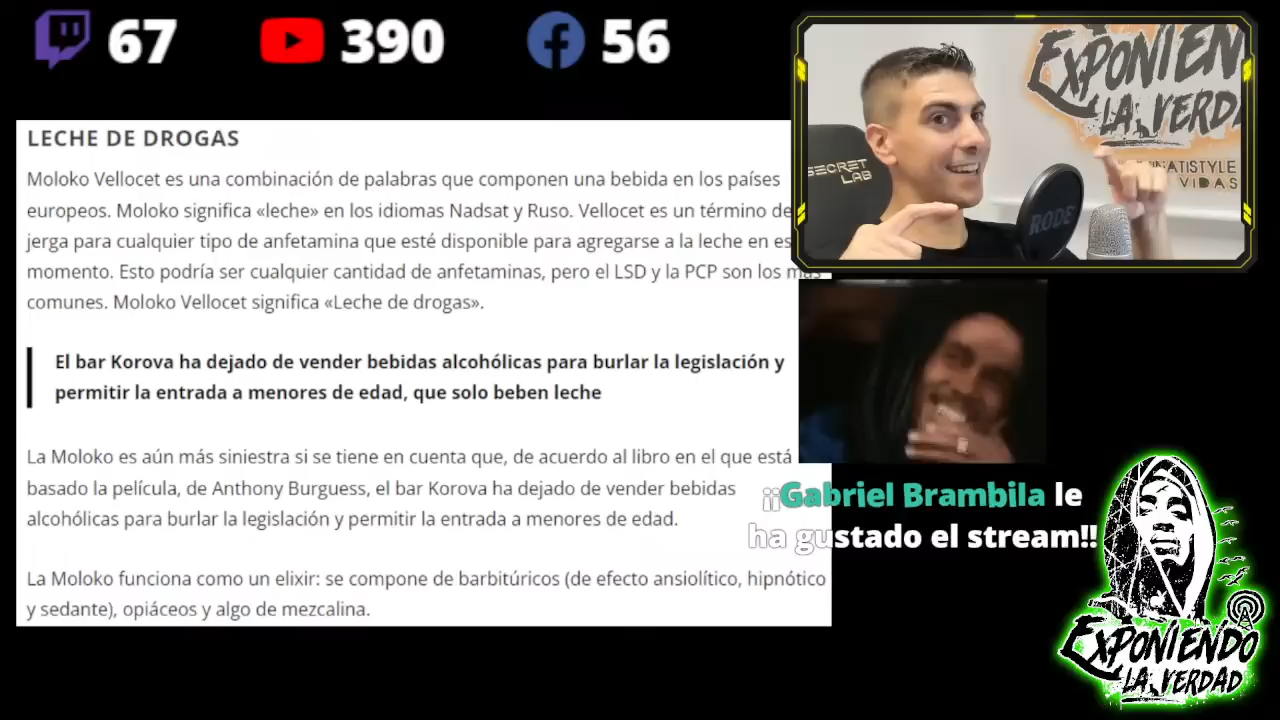 67 390 56
EXPONIENDO
LA VERDAD
SECRET
LAB
RODE
VIDAS
LECHE DE DROGAS
Moloko Vellocet es una combinación de palabras que componen una bebida en los países
europeos. Moloko significa «leche» en los idiomas Nadsat y Ruso. Vellocet es un término de
jerga para cualquier tipo de anfetamina que esté disponible para agregarse a la leche en es
momento. Esto podría ser cualquier cantidad de anfetaminas, pero el LSD y la PCP son los más
comunes. Moloko Vellocet significa «Leche de drogas».
El bar Korova ha dejado de vender bebidas alcohólicas para burlar la legislación y
permitir la entrada a menores de edad, que solo beben leche
La Moloko es aún más siniestra si se tiene en cuenta que, de acuerdo al libro en el que está
basado la película, de Anthony Burguess, el bar Korova ha dejado de vender bebidas
alcohólicas para burlar la legislación y permitir la entrada a menores de edad.
La Moloko funciona como un elixir: se compone de barbitúricos (de efecto ansiolítico, hipnótico
y sedante), opiáceos y algo de mezcalina.
¡¡Gabriel Brambila le
ha gustado el stream!!
EXPONIENDO
LA VERDAD